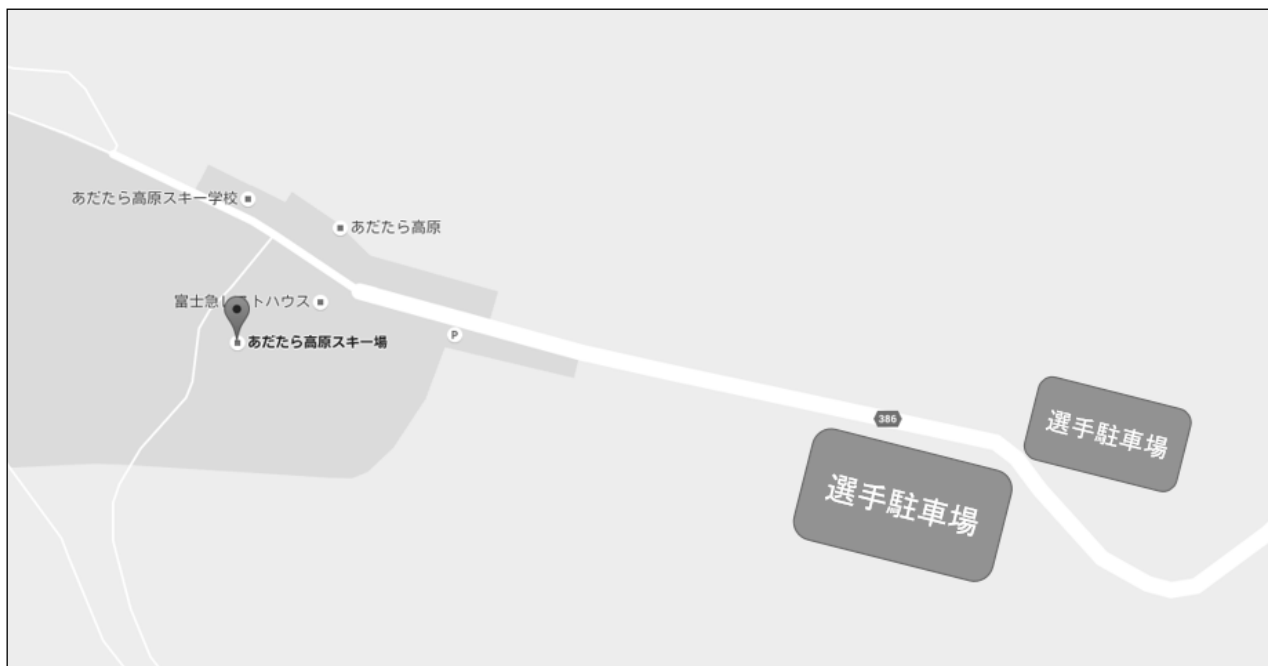 あだたら高原スキー学校
あだたら高原
富士急レストハウス
あだたら高原スキー場
P
386
選手駐車場
選手駐車場